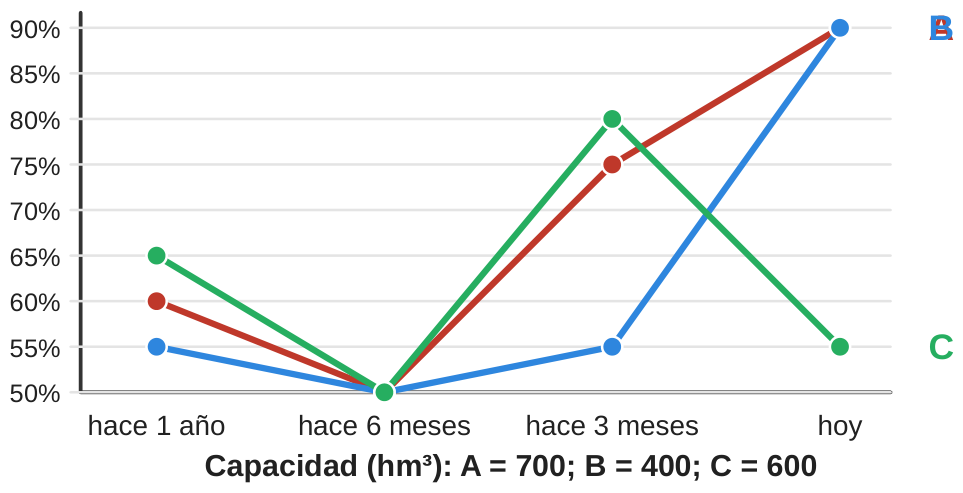 90%
85%
80%
75%
70%
65%
60%
55%
50%
hace 1 año
hace 6 meses
hace 3 meses
hoy
A
B
C
Capacidad (hm³): A = 700; B = 400; C = 600